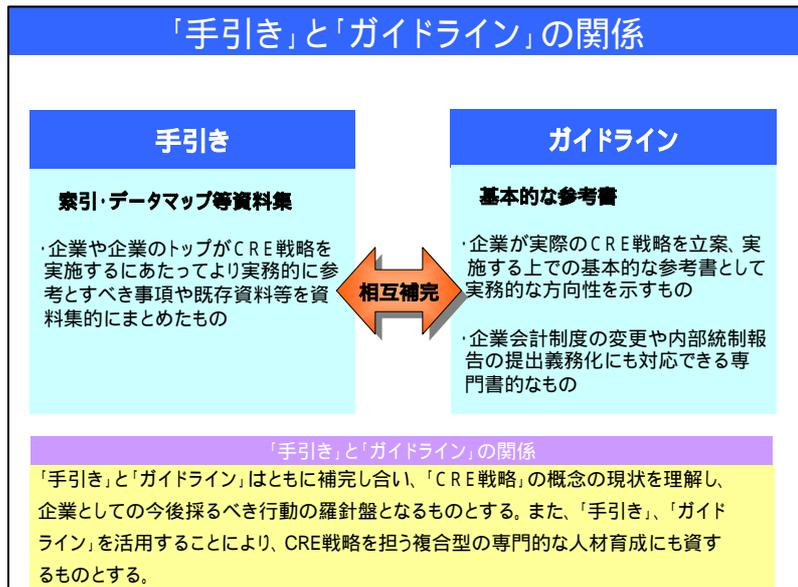 「手引き」と「ガイドライン」の関係
手引き
索引・データマップ等資料集
・企業や企業のトップがCRE戦略を
実施するにあたってより実務的に参
考とすべき事項や既存資料等を資
料集的にまとめたもの
相互補完
ガイドライン
基本的な参考書
・企業が実際のCRE戦略を立案、実
施する上での基本的な参考書として
実務的な方向性を示すもの
・企業会計制度の変更や内部統制報
告の提出義務化にも対応できる専
門書的なもの
「手引き」と「ガイドライン」の関係
「手引き」と「ガイドライン」はともに補完し合い、「CRE戦略」の概念の現状を理解し、
企業としての今後採るべき行動の羅針盤となるものとする。また、「手引き」、「ガイド
ライン」を活用することにより、CRE戦略を担う複合型の専門的な人材育成にも資す
るものとする。